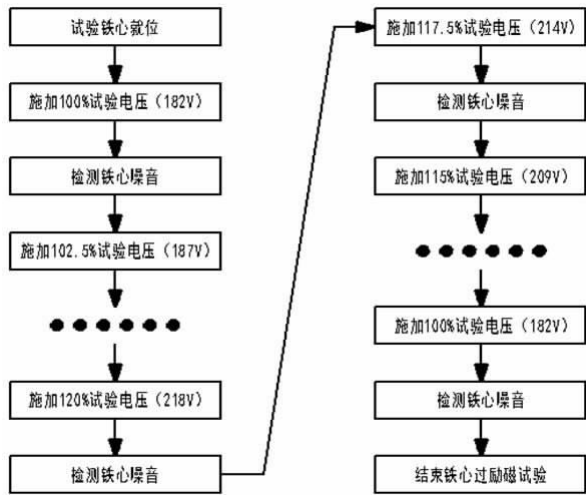 试验铁心就位
施加100%试验电压（182V）
检测铁心噪音
施加102.5%试验电压（187V）
施加120%试验电压（218V）
检测铁心噪音
施加117.5%试验电压（214V）
检测铁心噪音
施加115%试验电压（209V）
施加100%试验电压（182V）
检测铁心噪音
结束铁心过励磁试验